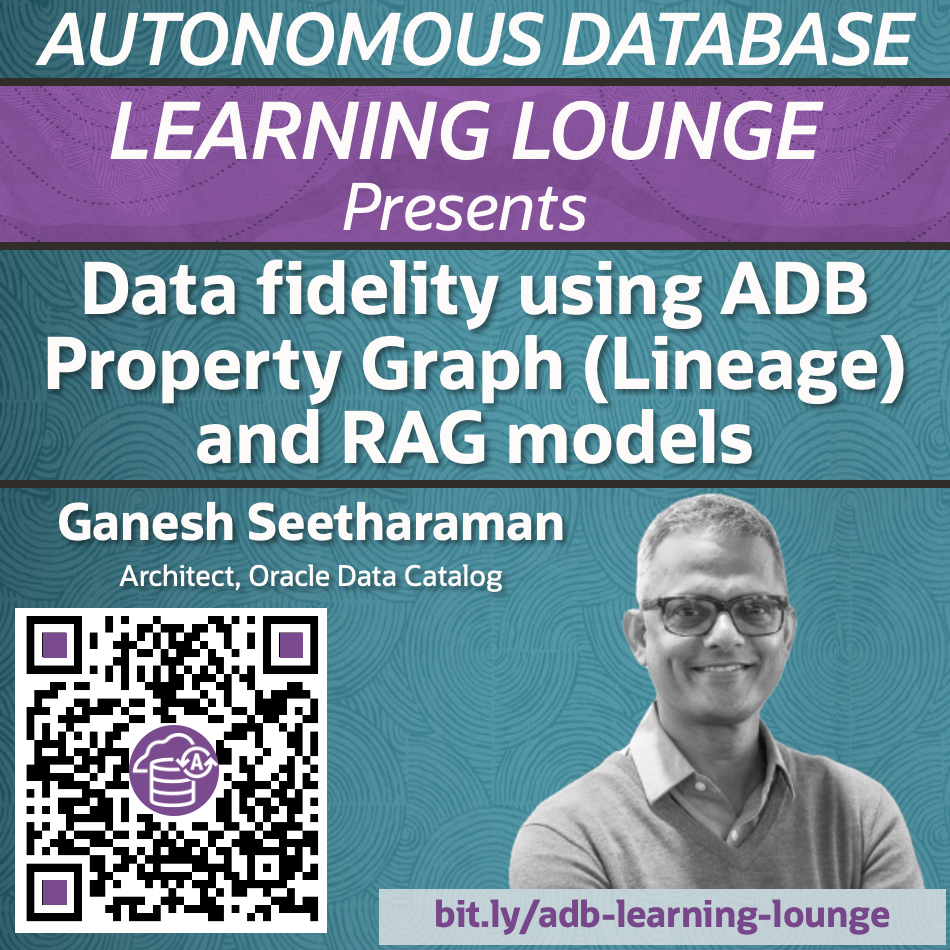 AUTONOMOUS DATABASE
LEARNING LOUNGE
Presents
Data fidelity using ADB
Property Graph (Lineage)
and RAG models
Ganesh Seetharaman
Architect, Oracle Data Catalog
A
bit.ly/adb-learning-lounge